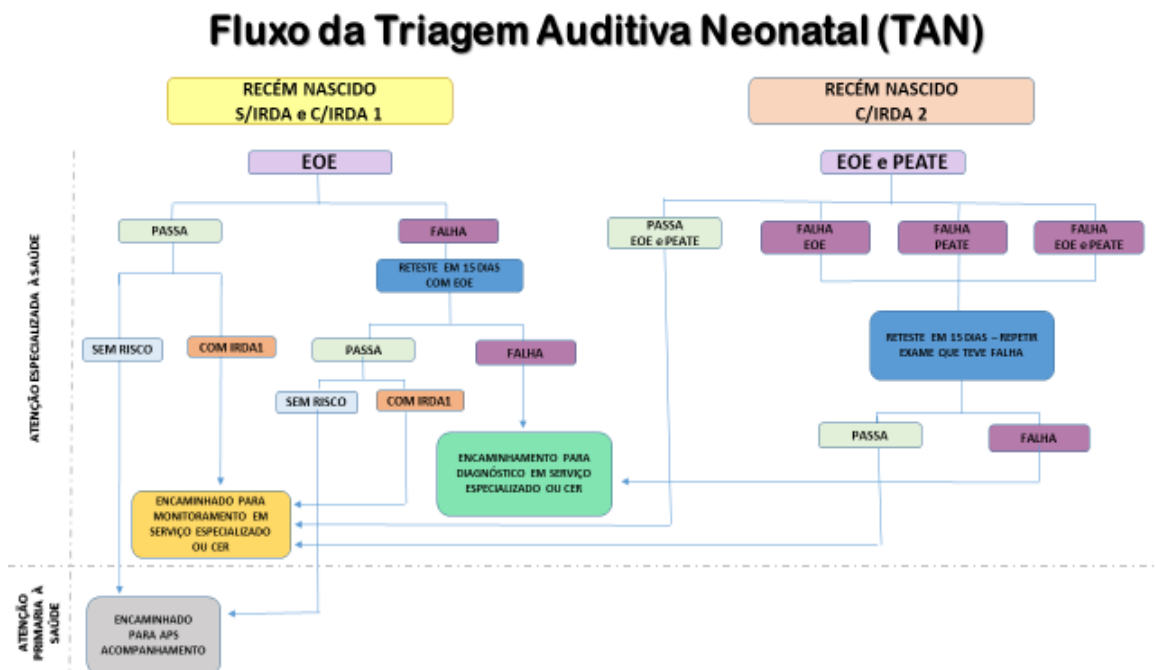 Fluxo da Triagem Auditiva Neonatal (TAN)
RECÉM NASCIDO
S/IRDA e C/IRDA 1
RECÉM NASCIDO
C/IRDA 2
ATENÇÃO ESPECIALIZADA À SAÚDE
EOE
EOE e PEATE
PASSA
FALHA
PASSA
EOE e PEATE
FALHA
EOE
FALHA
PEATE
FALHA
EOE e PEATE
RETESTE EM 15 DIAS
COM EOE
SEM RISCO
COM IRDA1
PASSA
FALHA
RETESTE EM 15 DIAS – REPETIR
EXAME QUE TEVE FALHA
SEM RISCO
COM IRDA1
PASSA
FALHA
ENCAMINHAMENTO PARA
DIAGNÓSTICO EM SERVIÇO
ESPECIALIZADO OU CER
ENCAMINHADO PARA
MONITORAMENTO EM
SERVIÇO ESPECIALIZADO
OU CER
ATENÇÃO
PRIMARIA À
SAÚDE
ENCAMINHADO
PARA APS
ACOMPANHAMENTO